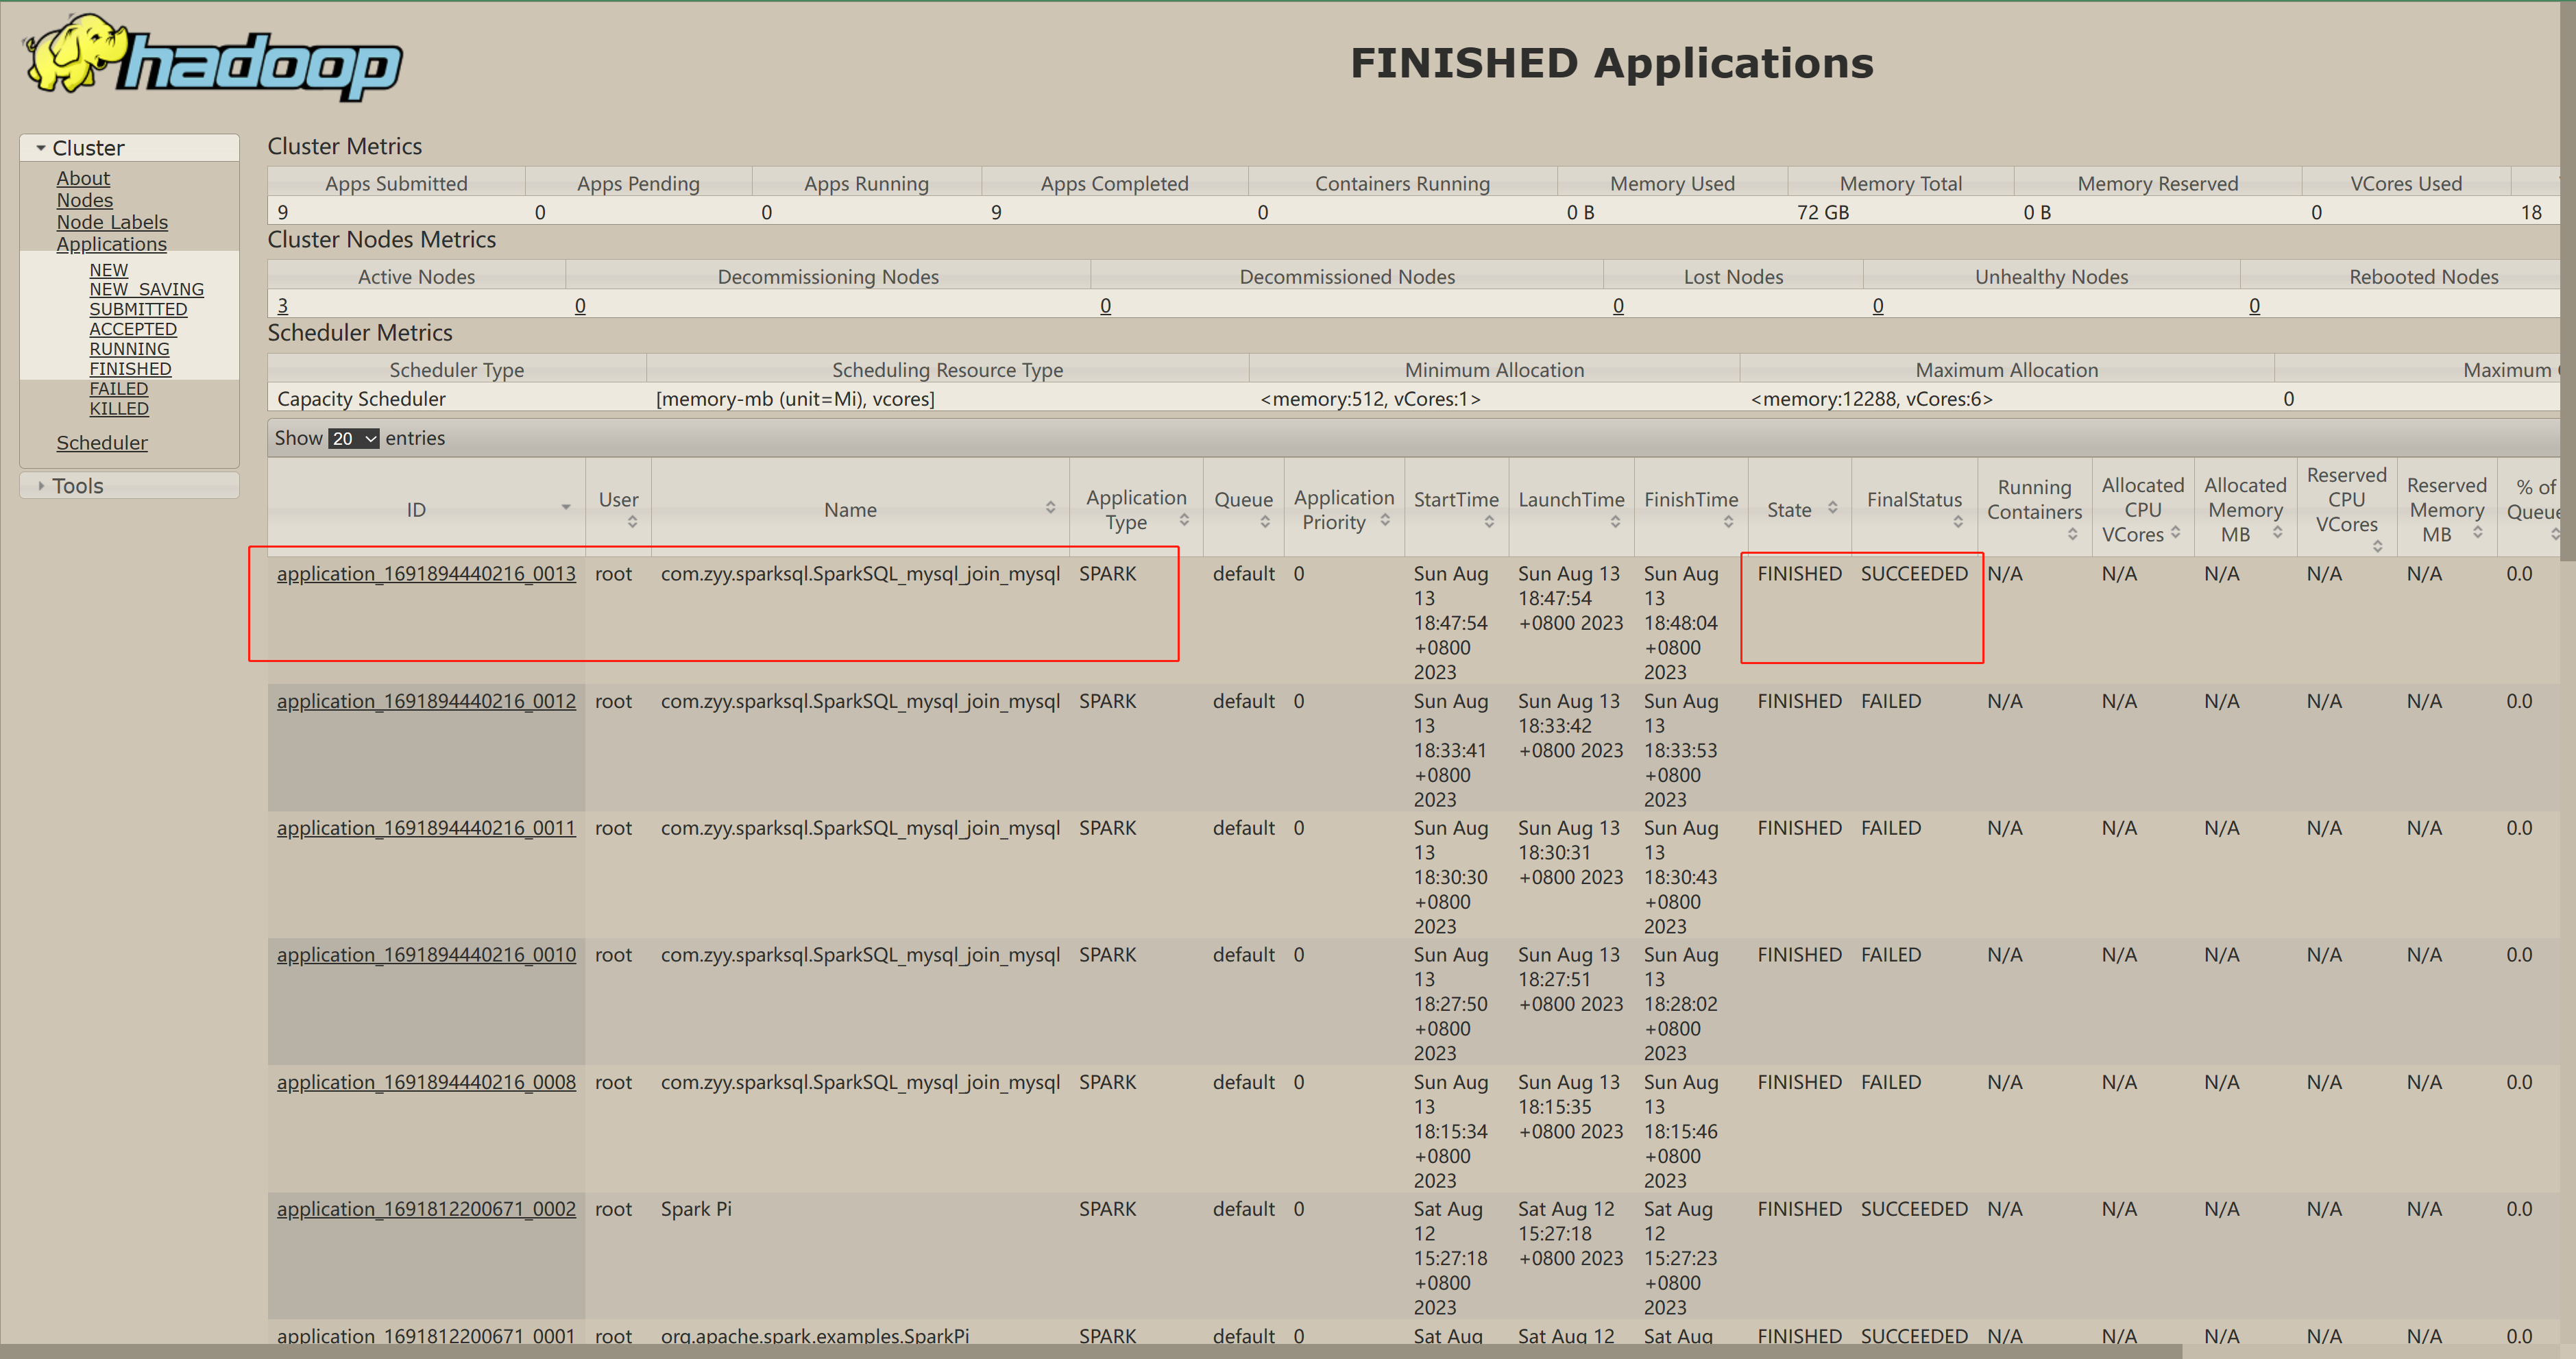 hadoop
FINISHED Applications
Cluster
About
Nodes
Node Labels
Applications
NEW
NEW_SAVING
SUBMITTED
ACCEPTED
RUNNING
FINISHED
FAILED
KILLED
Scheduler
Tools
Cluster Metrics
Apps Submitted Apps Pending Apps Running Apps Completed Containers Running Memory Used Memory Total Memory Reserved VCores Used
9 0 0 9 0 0 B 72 GB 0 B 0 18
Cluster Nodes Metrics
Active Nodes Decommissioning Nodes Decommissioned Nodes Lost Nodes Unhealthy Nodes Rebooted Nodes
3 0 0 0 0 0
Scheduler Metrics
Scheduler Type Scheduling Resource Type Minimum Allocation Maximum Allocation Maximum
Capacity Scheduler [memory-mb (unit=Mi), vcores] <memory:512, vCores:1> <memory:12288, vCores:6> 0
Show 20 entries
ID User Name Application Type Queue Application Priority StartTime LaunchTime FinishTime State FinalStatus Running Containers Allocated CPU VCores Allocated Memory MB Reserved CPU VCores Reserved Memory MB % of Queue
application_1691894440216_0013 root com.zyy.sparksql.SparkSQL_mysql_join_mysql SPARK default 0 Sun Aug 13 18:47:54 +0800 2023 Sun Aug 13 18:47:54 +0800 2023 Sun Aug 13 18:48:04 +0800 2023 FINISHED SUCCEEDED N/A N/A N/A N/A N/A 0.0
application_1691894440216_0012 root com.zyy.sparksql.SparkSQL_mysql_join_mysql SPARK default 0 Sun Aug 13 18:33:41 +0800 2023 Sun Aug 13 18:33:42 +0800 2023 Sun Aug 13 18:33:53 +0800 2023 FINISHED FAILED N/A N/A N/A N/A N/A 0.0
application_1691894440216_0011 root com.zyy.sparksql.SparkSQL_mysql_join_mysql SPARK default 0 Sun Aug 13 18:30:30 +0800 2023 Sun Aug 13 18:30:31 +0800 2023 Sun Aug 13 18:30:43 +0800 2023 FINISHED FAILED N/A N/A N/A N/A N/A 0.0
application_1691894440216_0010 root com.zyy.sparksql.SparkSQL_mysql_join_mysql SPARK default 0 Sun Aug 13 18:27:50 +0800 2023 Sun Aug 13 18:27:51 +0800 2023 Sun Aug 13 18:28:02 +0800 2023 FINISHED FAILED N/A N/A N/A N/A N/A 0.0
application_1691894440216_0008 root com.zyy.sparksql.SparkSQL_mysql_join_mysql SPARK default 0 Sun Aug 13 18:15:34 +0800 2023 Sun Aug 13 18:15:35 +0800 2023 Sun Aug 13 18:15:46 +0800 2023 FINISHED FAILED N/A N/A N/A N/A N/A 0.0
application_1691812200671_0002 root Spark Pi SPARK default 0 Sat Aug 12 15:27:18 +0800 2023 Sat Aug 12 15:27:18 +0800 2023 Sat Aug 12 15:27:23 +0800 2023 FINISHED SUCCEEDED N/A N/A N/A N/A N/A 0.0
application_1691812200671_0001 root org.apache.spark.examples.SparkPi SPARK default 0 Sat Aug Sat Aug 12 Sat Aug FINISHED SUCCEEDED N/A N/A N/A N/A N/A 0.0